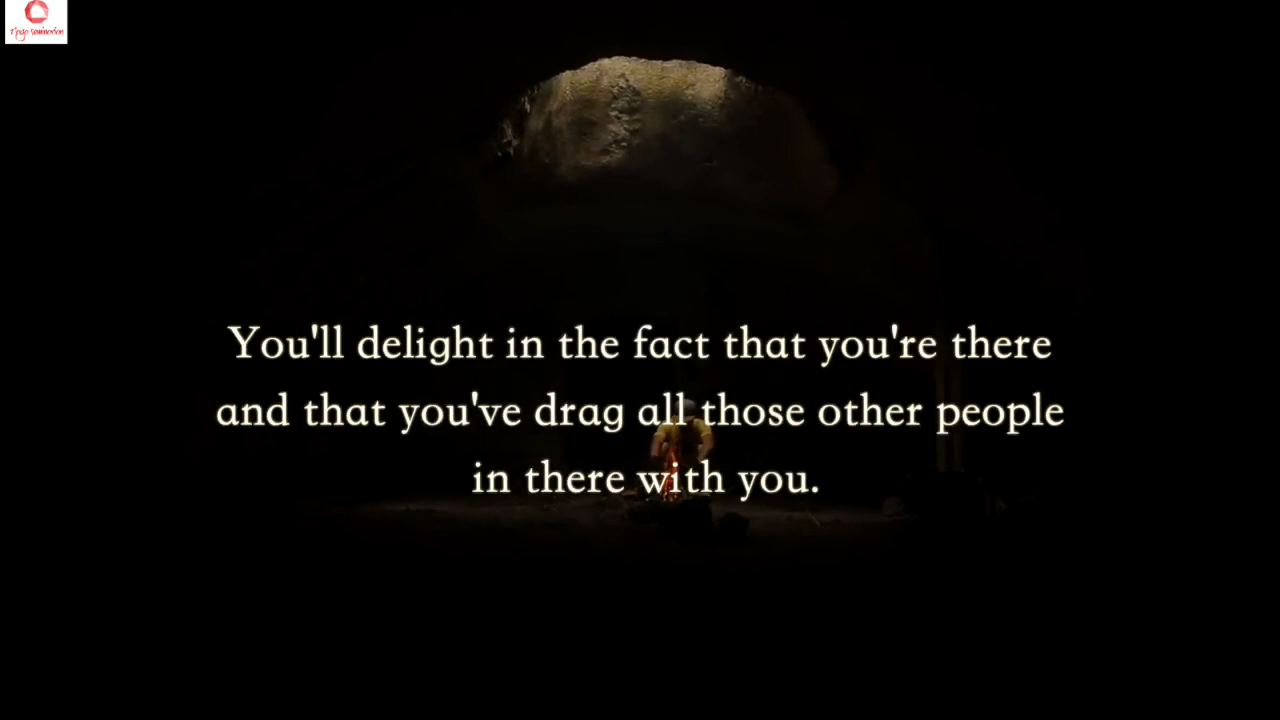 You'll delight in the fact that you're there
and that you've drag all those other people
in there with you.